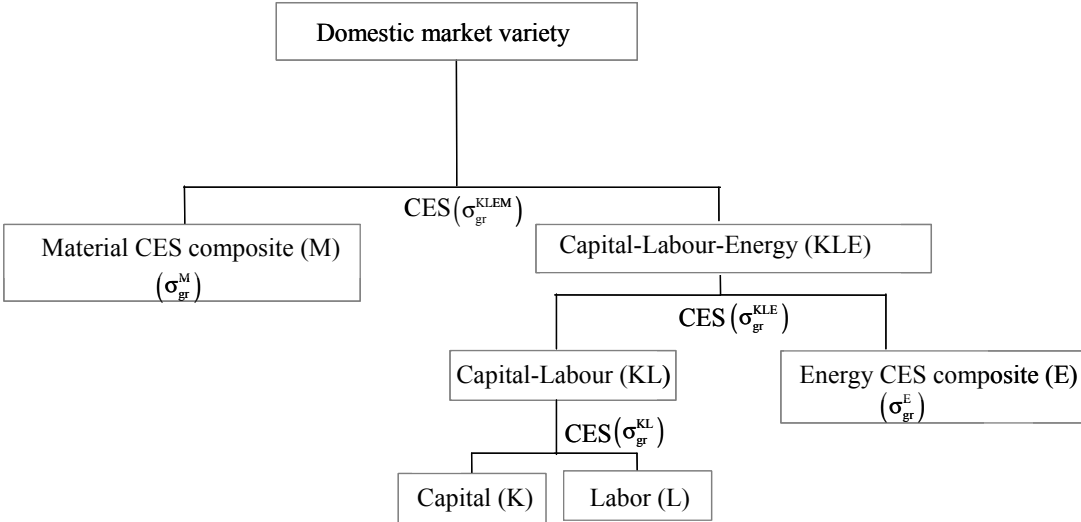 Domestic market variety
CES(σ_gr^KLEM)
Material CES composite (M)
(σ_gr^M)
Capital-Labour-Energy (KLE)
CES(σ_gr^KLE)
Capital-Labour (KL)
Energy CES composite (E)
(σ_gr^E)
CES(σ_gr^KL)
Capital (K)
Labor (L)